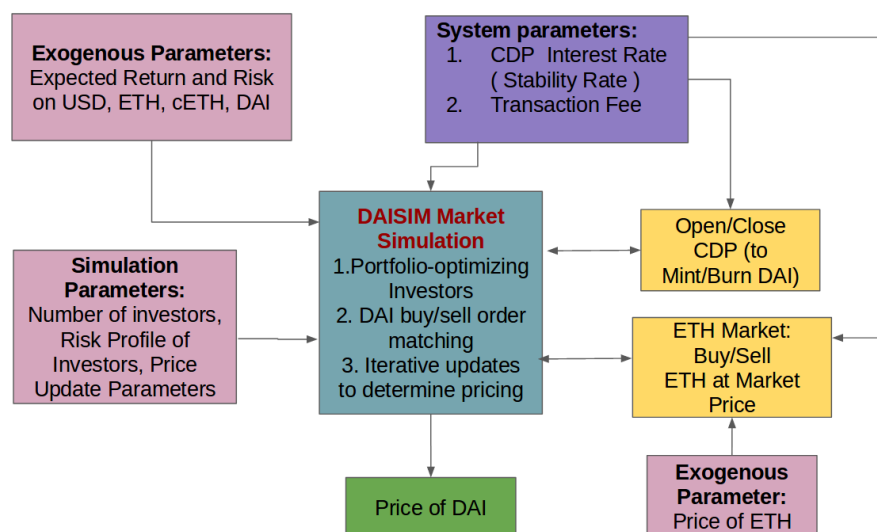 Exogenous Parameters:
Expected Return and Risk
on USD, ETH, cETH, DAI
System parameters:
1. CDP Interest Rate
( Stability Rate )
2. Transaction Fee
DAISIM Market
Simulation
1.Portfolio-optimizing
Investors
2. DAI buy/sell order
matching
3. Iterative updates
to determine pricing
Open/Close
CDP (to
Mint/Burn DAI)
Simulation
Parameters:
Number of investors,
Risk Profile of
Investors, Price
Update Parameters
ETH Market:
Buy/Sell
ETH at Market
Price
Price of DAI
Exogenous
Parameter:
Price of ETH